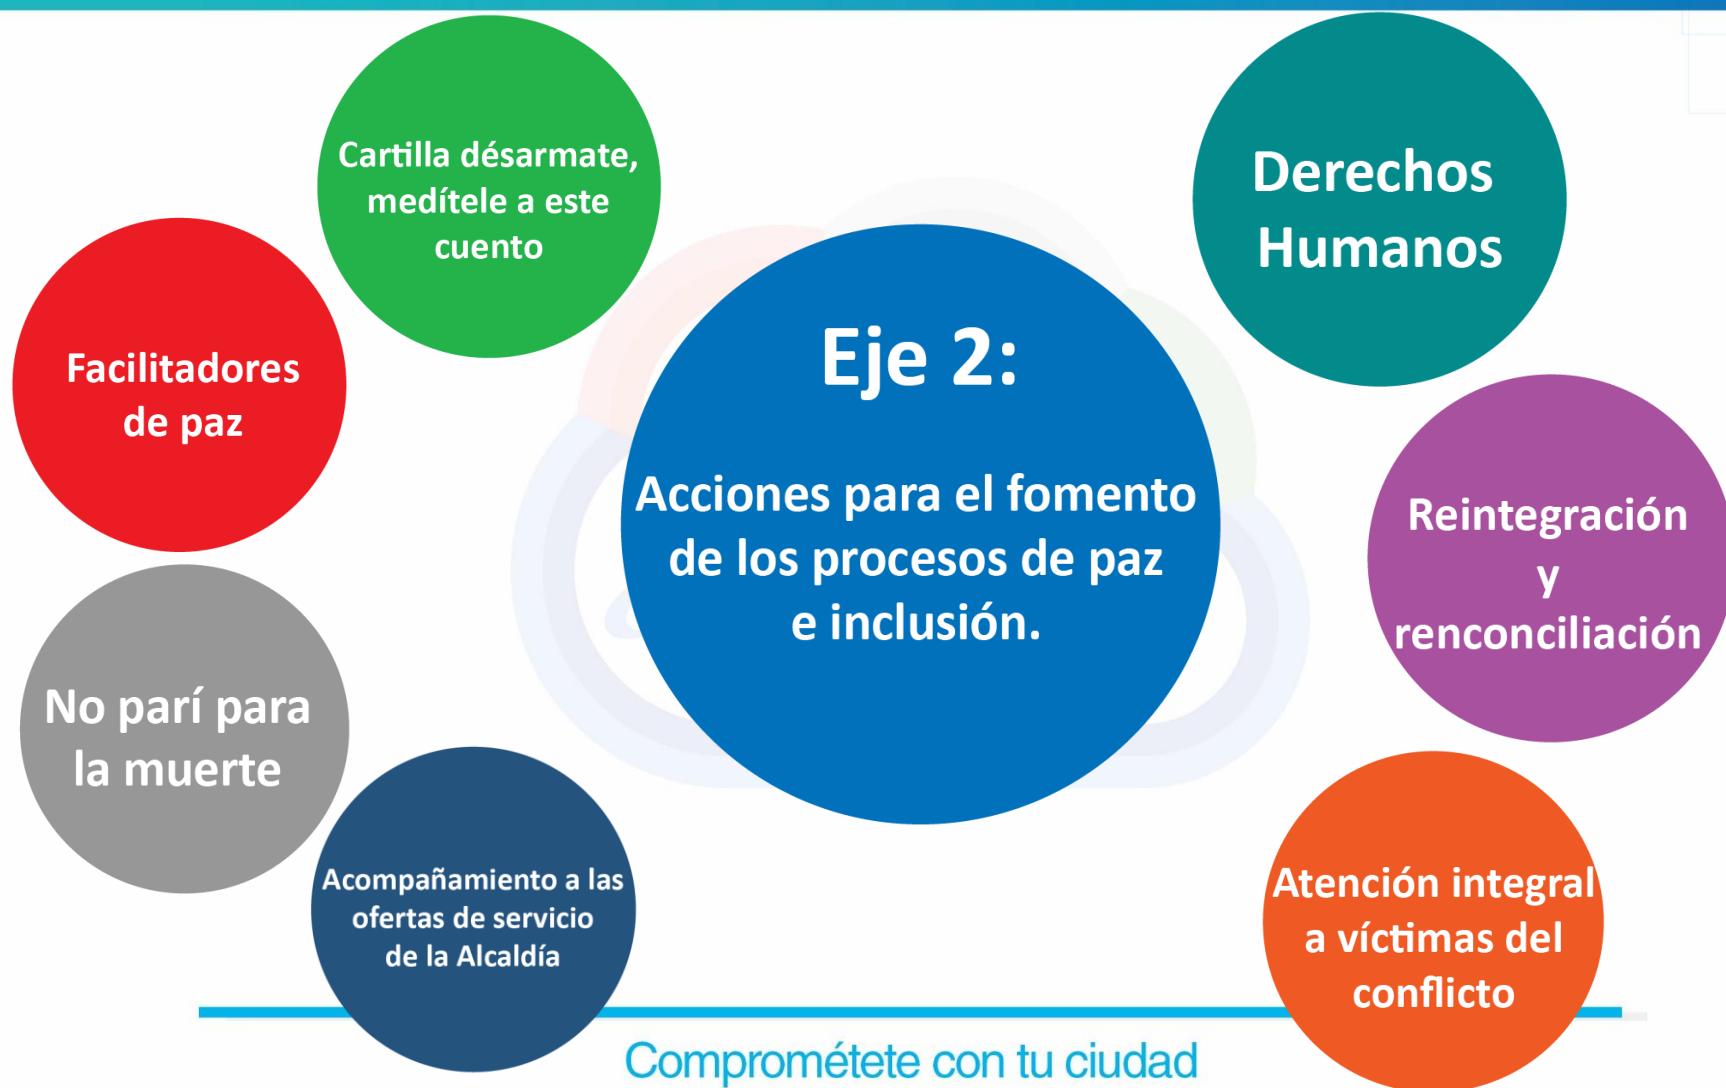 Cartilla désarmate,
medítele a este
cuento
Derechos
Humanos
Facilitadores
de paz
Eje 2:
Acciones para el fomento
de los procesos de paz
e inclusión.
Reintegración
y
renconciliación
No parí para
la muerte
Acompañamiento a las
ofertas de servicio
de la Alcaldía
Atención integral
a víctimas del
conflicto
Comprométete con tu ciudad